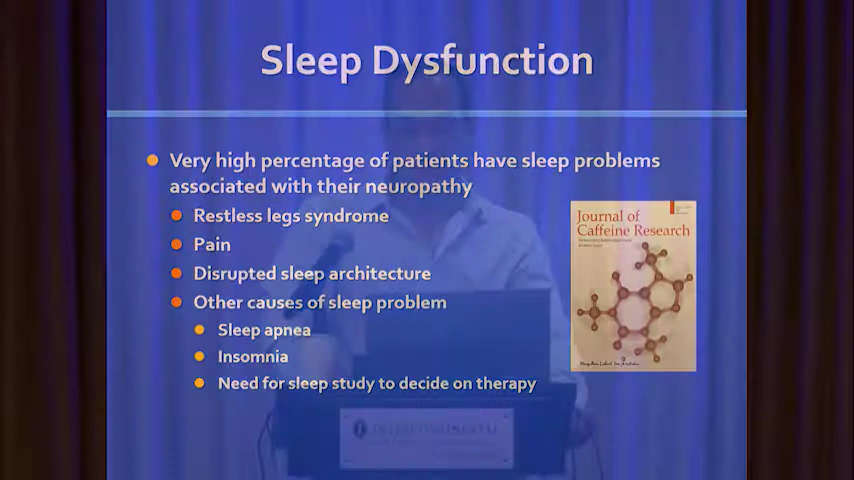 Sleep Dysfunction
Very high percentage of patients have sleep problems
associated with their neuropathy
Restless legs syndrome
Pain
Disrupted sleep architecture
Other causes of sleep problem
Sleep apnea
Insomnia
Need for sleep study to decide on therapy
Journal of
Caffeine Research
INTERCONTINENTAL